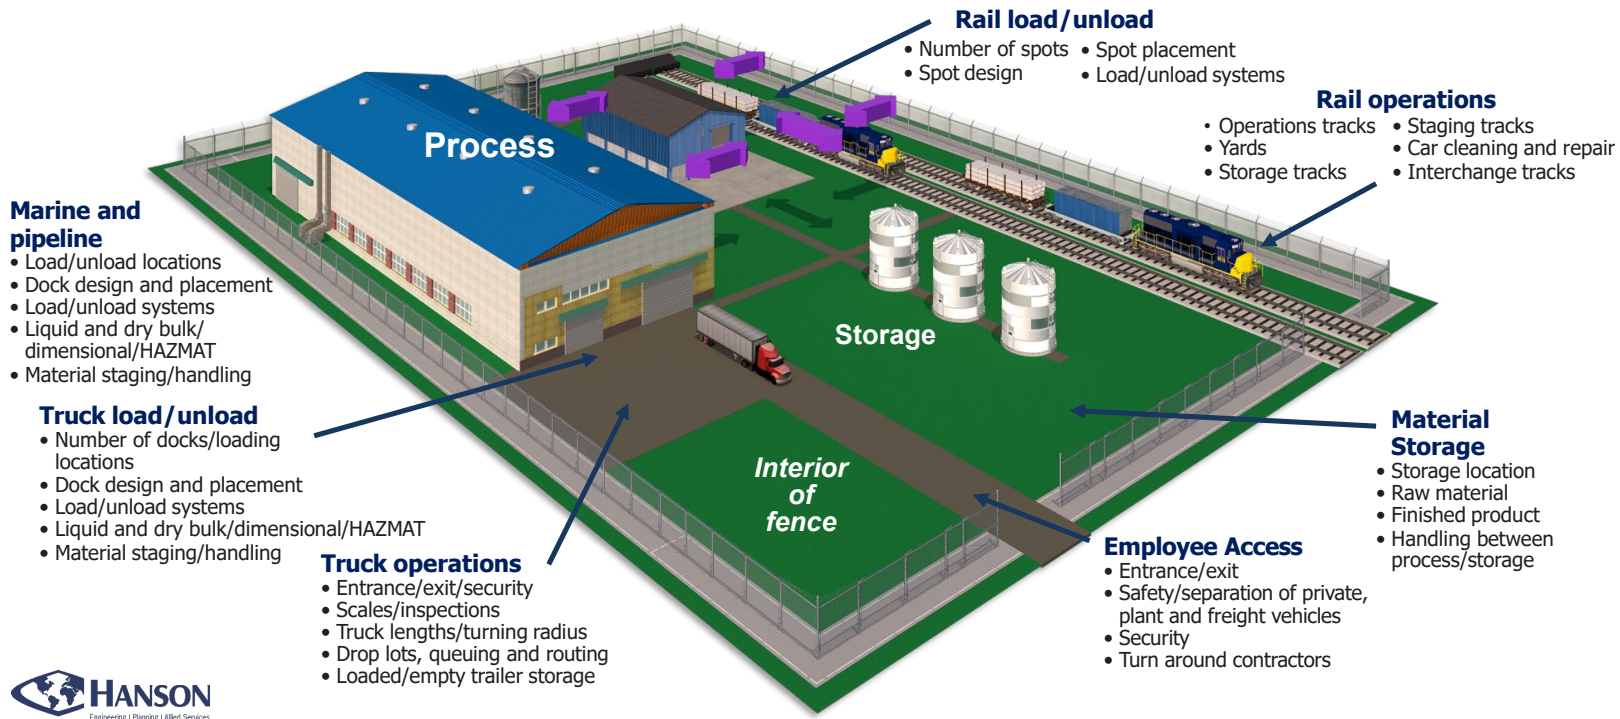 Rail load/unload
• Number of spots
• Spot design
• Spot placement
• Load/unload systems
Rail operations
• Operations tracks
• Yards
• Storage tracks
• Staging tracks
• Car cleaning and repair
• Interchange tracks
Process
Marine and
pipeline
• Load/unload locations
• Dock design and placement
• Load/unload systems
• Liquid and dry bulk/
dimensional/HAZMAT
• Material staging/handling
Storage
Truck load/unload
• Number of docks/loading
locations
• Dock design and placement
• Load/unload systems
• Liquid and dry bulk/dimensional/HAZMAT
• Material staging/handling
Material
Storage
• Storage location
• Raw material
• Finished product
• Handling between
process/storage
Interior
of
fence
Truck operations
• Entrance/exit/security
• Scales/inspections
• Truck lengths/turning radius
• Drop lots, queuing and routing
• Loaded/empty trailer storage
Employee Access
• Entrance/exit
• Safety/separation of private,
plant and freight vehicles
• Security
• Turn around contractors
HANSON
Engineering | Planning | Allied Services